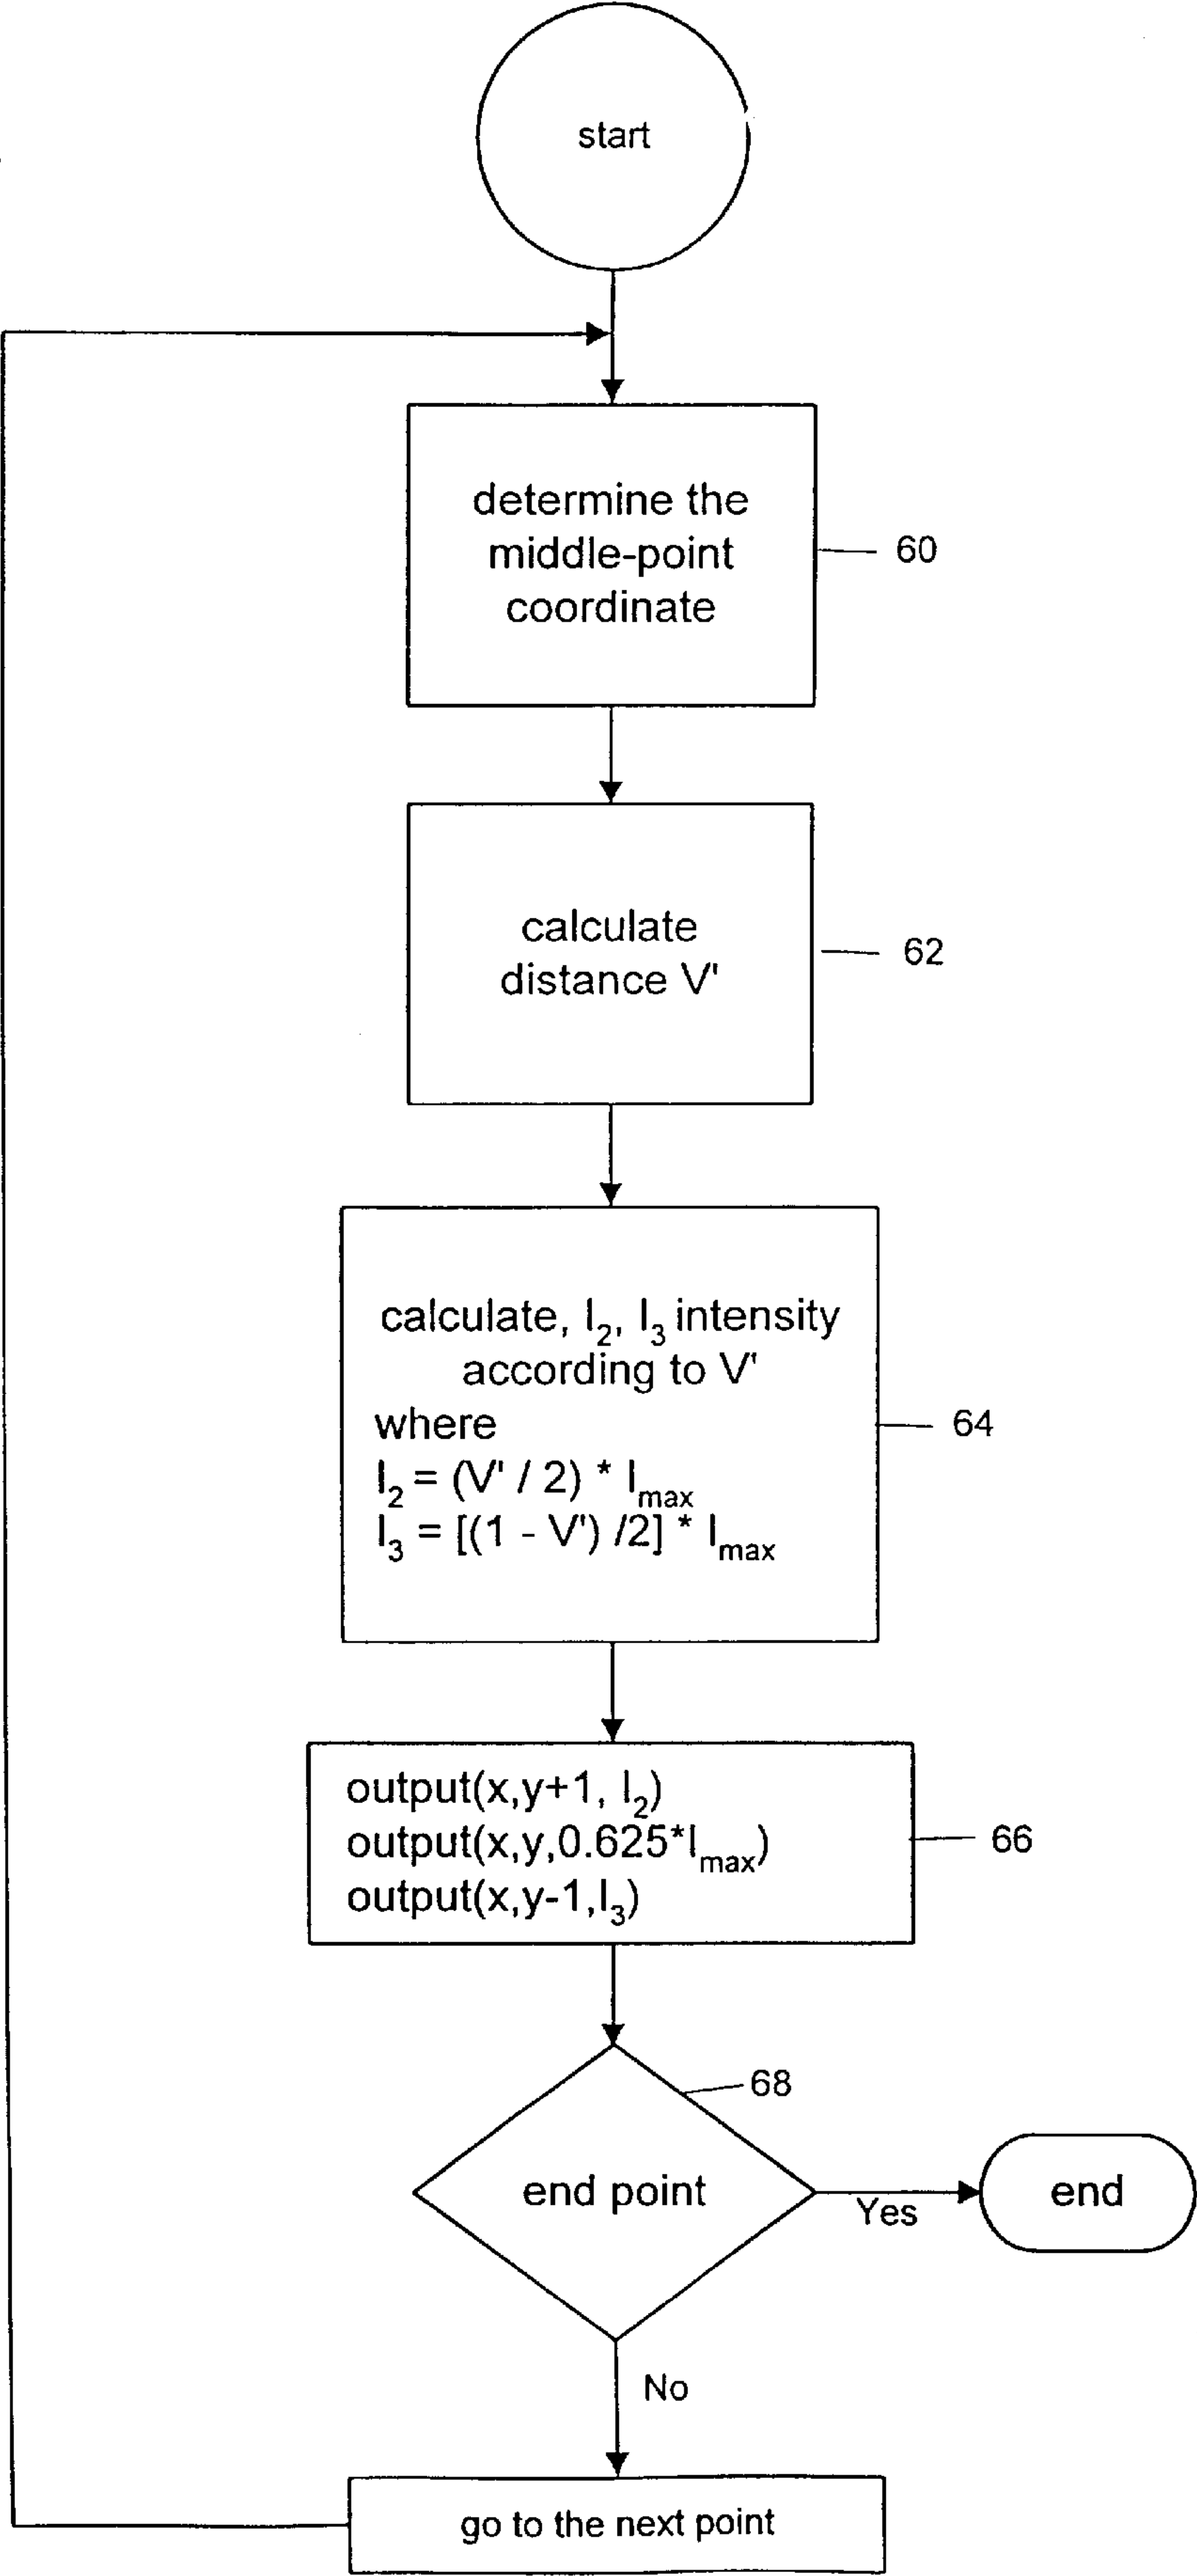 start
determine the
middle-point
coordinate
60
calculate
distance V'
62
calculate, I2, I3 intensity
according to V'
where
I2 = (V' / 2) * Imax
I3 = [(1 - V') /2] * Imax
64
output(x,y+1, I2)
output(x,y,0.625*Imax)
output(x,y-1,I3)
66
68
end point
Yes
end
No
go to the next point